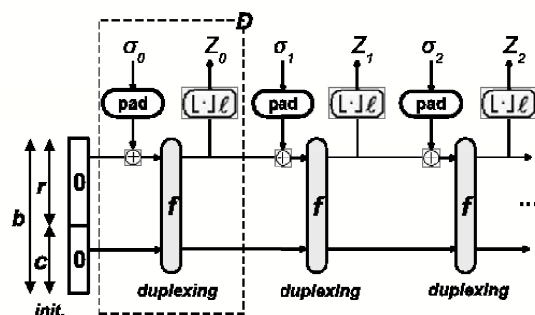 D
σ0 Z0 σ1 Z1 σ2 Z2
pad ⌊·⌋ℓ pad ⌊·⌋ℓ pad ⌊·⌋ℓ
b r 0 f f f ...
c 0
init. duplexing duplexing duplexing